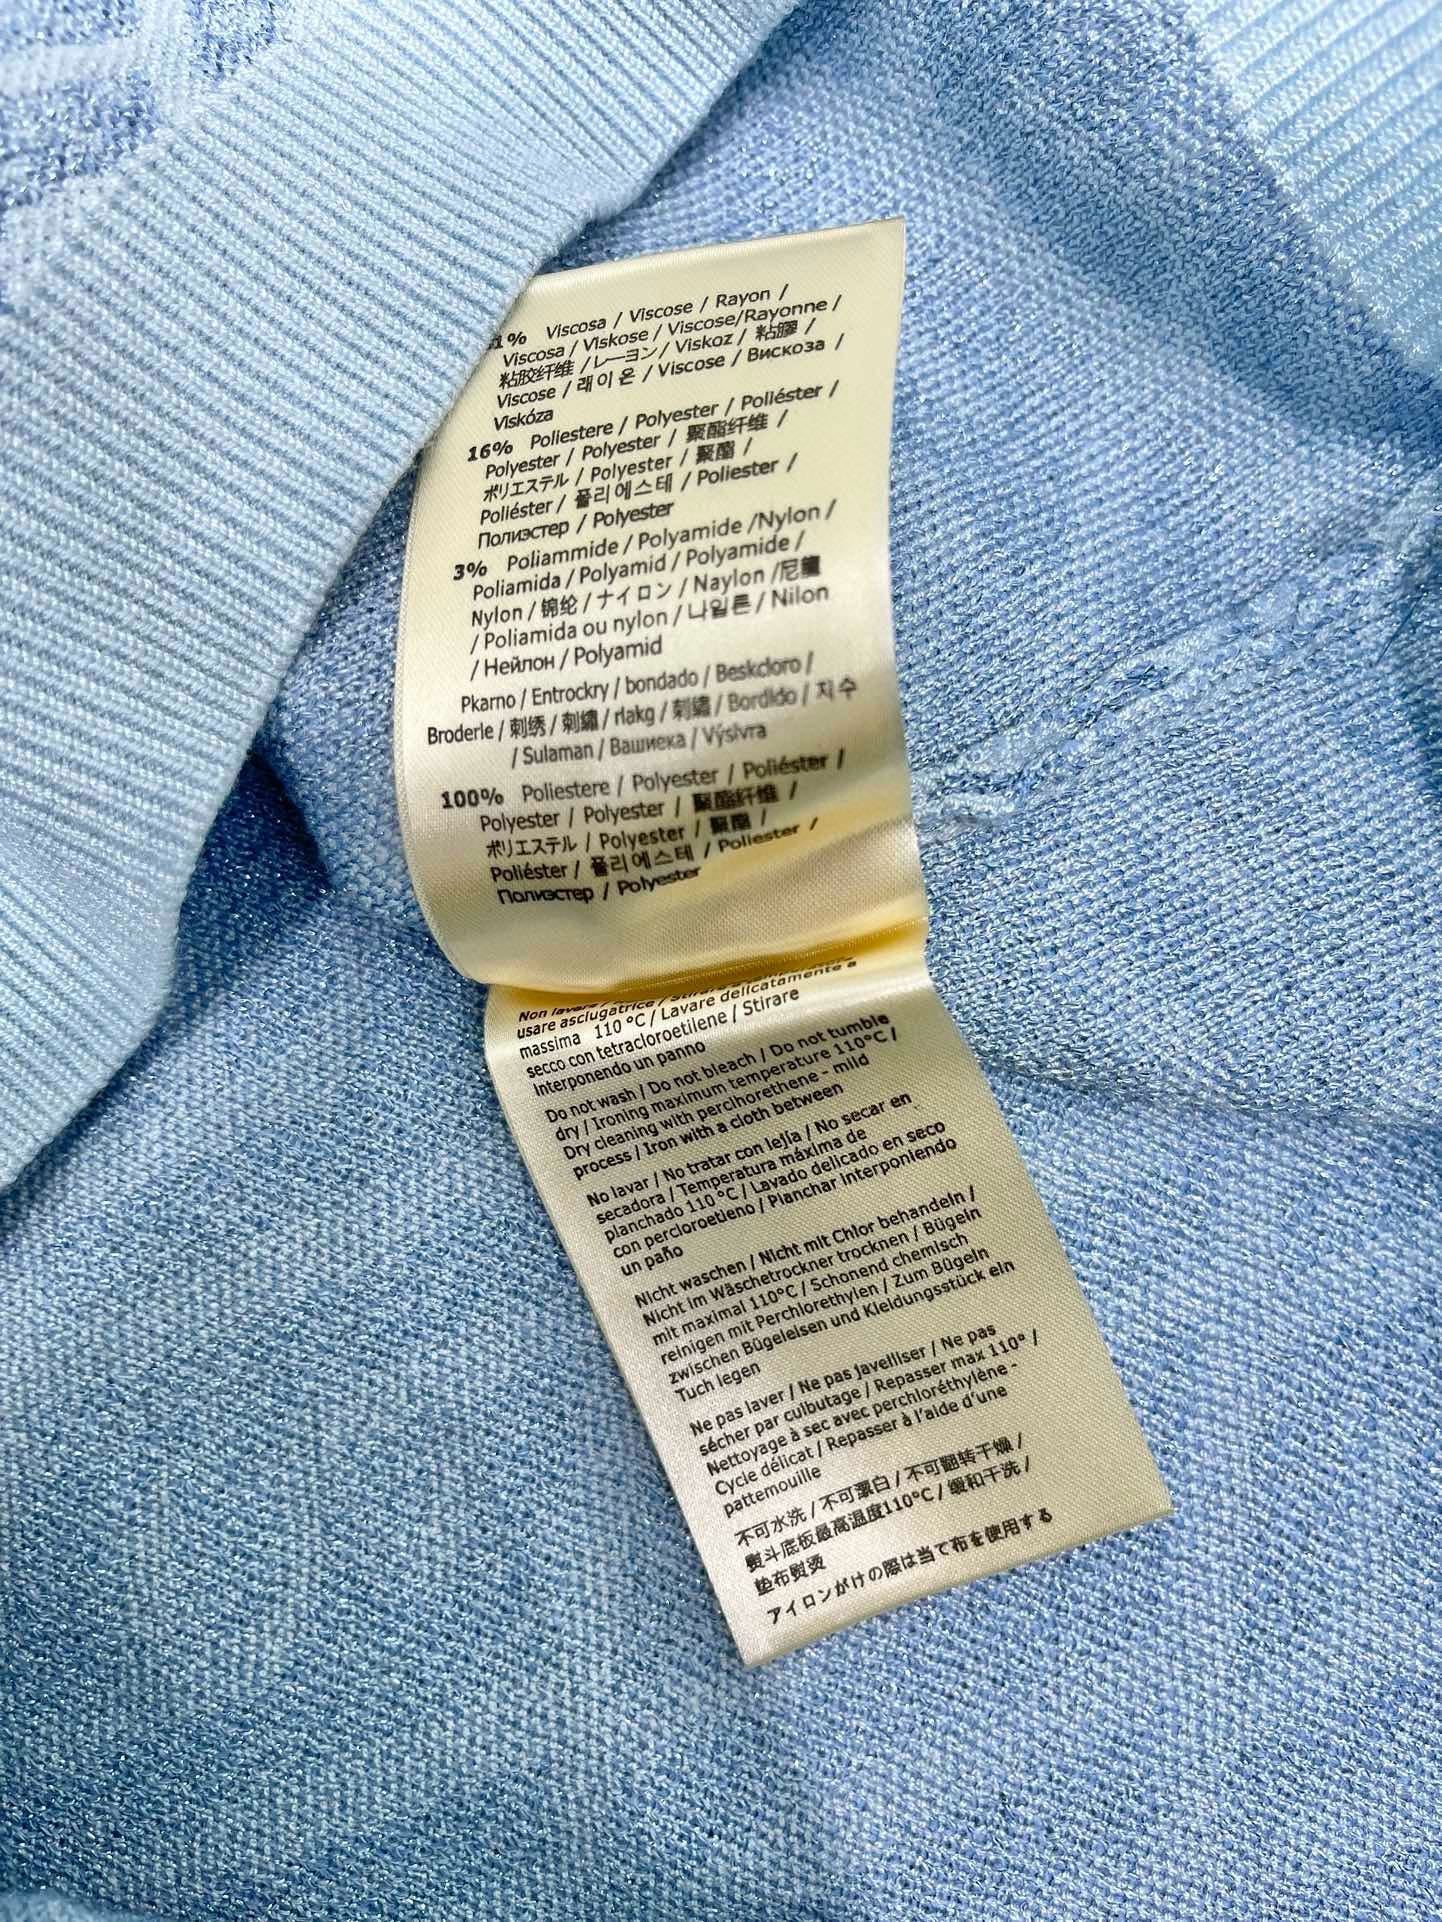 1% Viscosa / Viscose / Rayon /
Viscosa / Viskose / Viscose/Rayonne /
粘胶纤维 / レーヨン / Viskoz / 粘膠 /
Viscose / 래이온 / Viscose / Вискоза /
Viskóza
16% Poliestere / Polyester / Poliéster /
Polyester / Polyester / 聚酯纤维 /
ポリエステル / Polyester / 聚酯 /
Poliéster / 폴리에스테 / Poliester /
Полиэстер / Polyester
3% Poliammide / Polyamide /Nylon /
Poliamida / Polyamid / Polyamide /
Nylon / 锦纶 / ナイロン / Naylon /尼龍
/ Poliamida ou nylon / 나일론 / Nilon
/ Нейлон / Polyamid
Pkarno / Entrockry / bondado / Beskcloro /
Broderle / 刺绣 / 刺繡 / rlakg / 刺繡 / Bordldo / 지수
/ Sulaman / Вашиека / Výslvra
100% Poliestere / Polyester / Poliéster /
Polyester / Polyester / 聚酯纤维 /
ポリエステル / Polyester / 聚酯 /
Poliéster / 폴리에스테 / Poliester /
Полиэстер / Polyester
Non
usare asciugatrice / Stirare
massima 110 °C / Lavare delicatamente a
secco con tetracloroetilene / Stirare
Interponendo un panno
Do not wash / Do not bleach / Do not tumble
dry / Ironing maximum temperature 110°C /
Dry cleaning with perclhorethene - mild
process / Iron with a cloth between
No lavar / No tratar con lejía / No secar en
secadora / Temperatura máxima de
planchado 110 °C / Lavado delicado en seco
con percloroetieno / Planchar interponiendo
un paño
Nicht waschen / Nicht mit Chlor behandeln /
Nicht im Wäschetrockner trocknen / Bügeln
mit maximal 110°C / Schonend chemisch
reinigen mit Perchlorethylen / Zum Bügeln
zwischen Bügeleisen und Kleidungsstück ein
Tuch legen
Ne pas laver / Ne pas javelliser / Ne pas
sécher par culbutage / Repasser max 110° /
Nettoyage à sec avec perchloréthylène -
Cycle délicat / Repasser à l'aide d'une
pattemouille
不可水洗 / 不可漂白 / 不可翻转干燥 /
熨斗底板最高温度110°C / 缓和干洗 /
垫布熨烫
アイロンがけの際は当て布を使用する